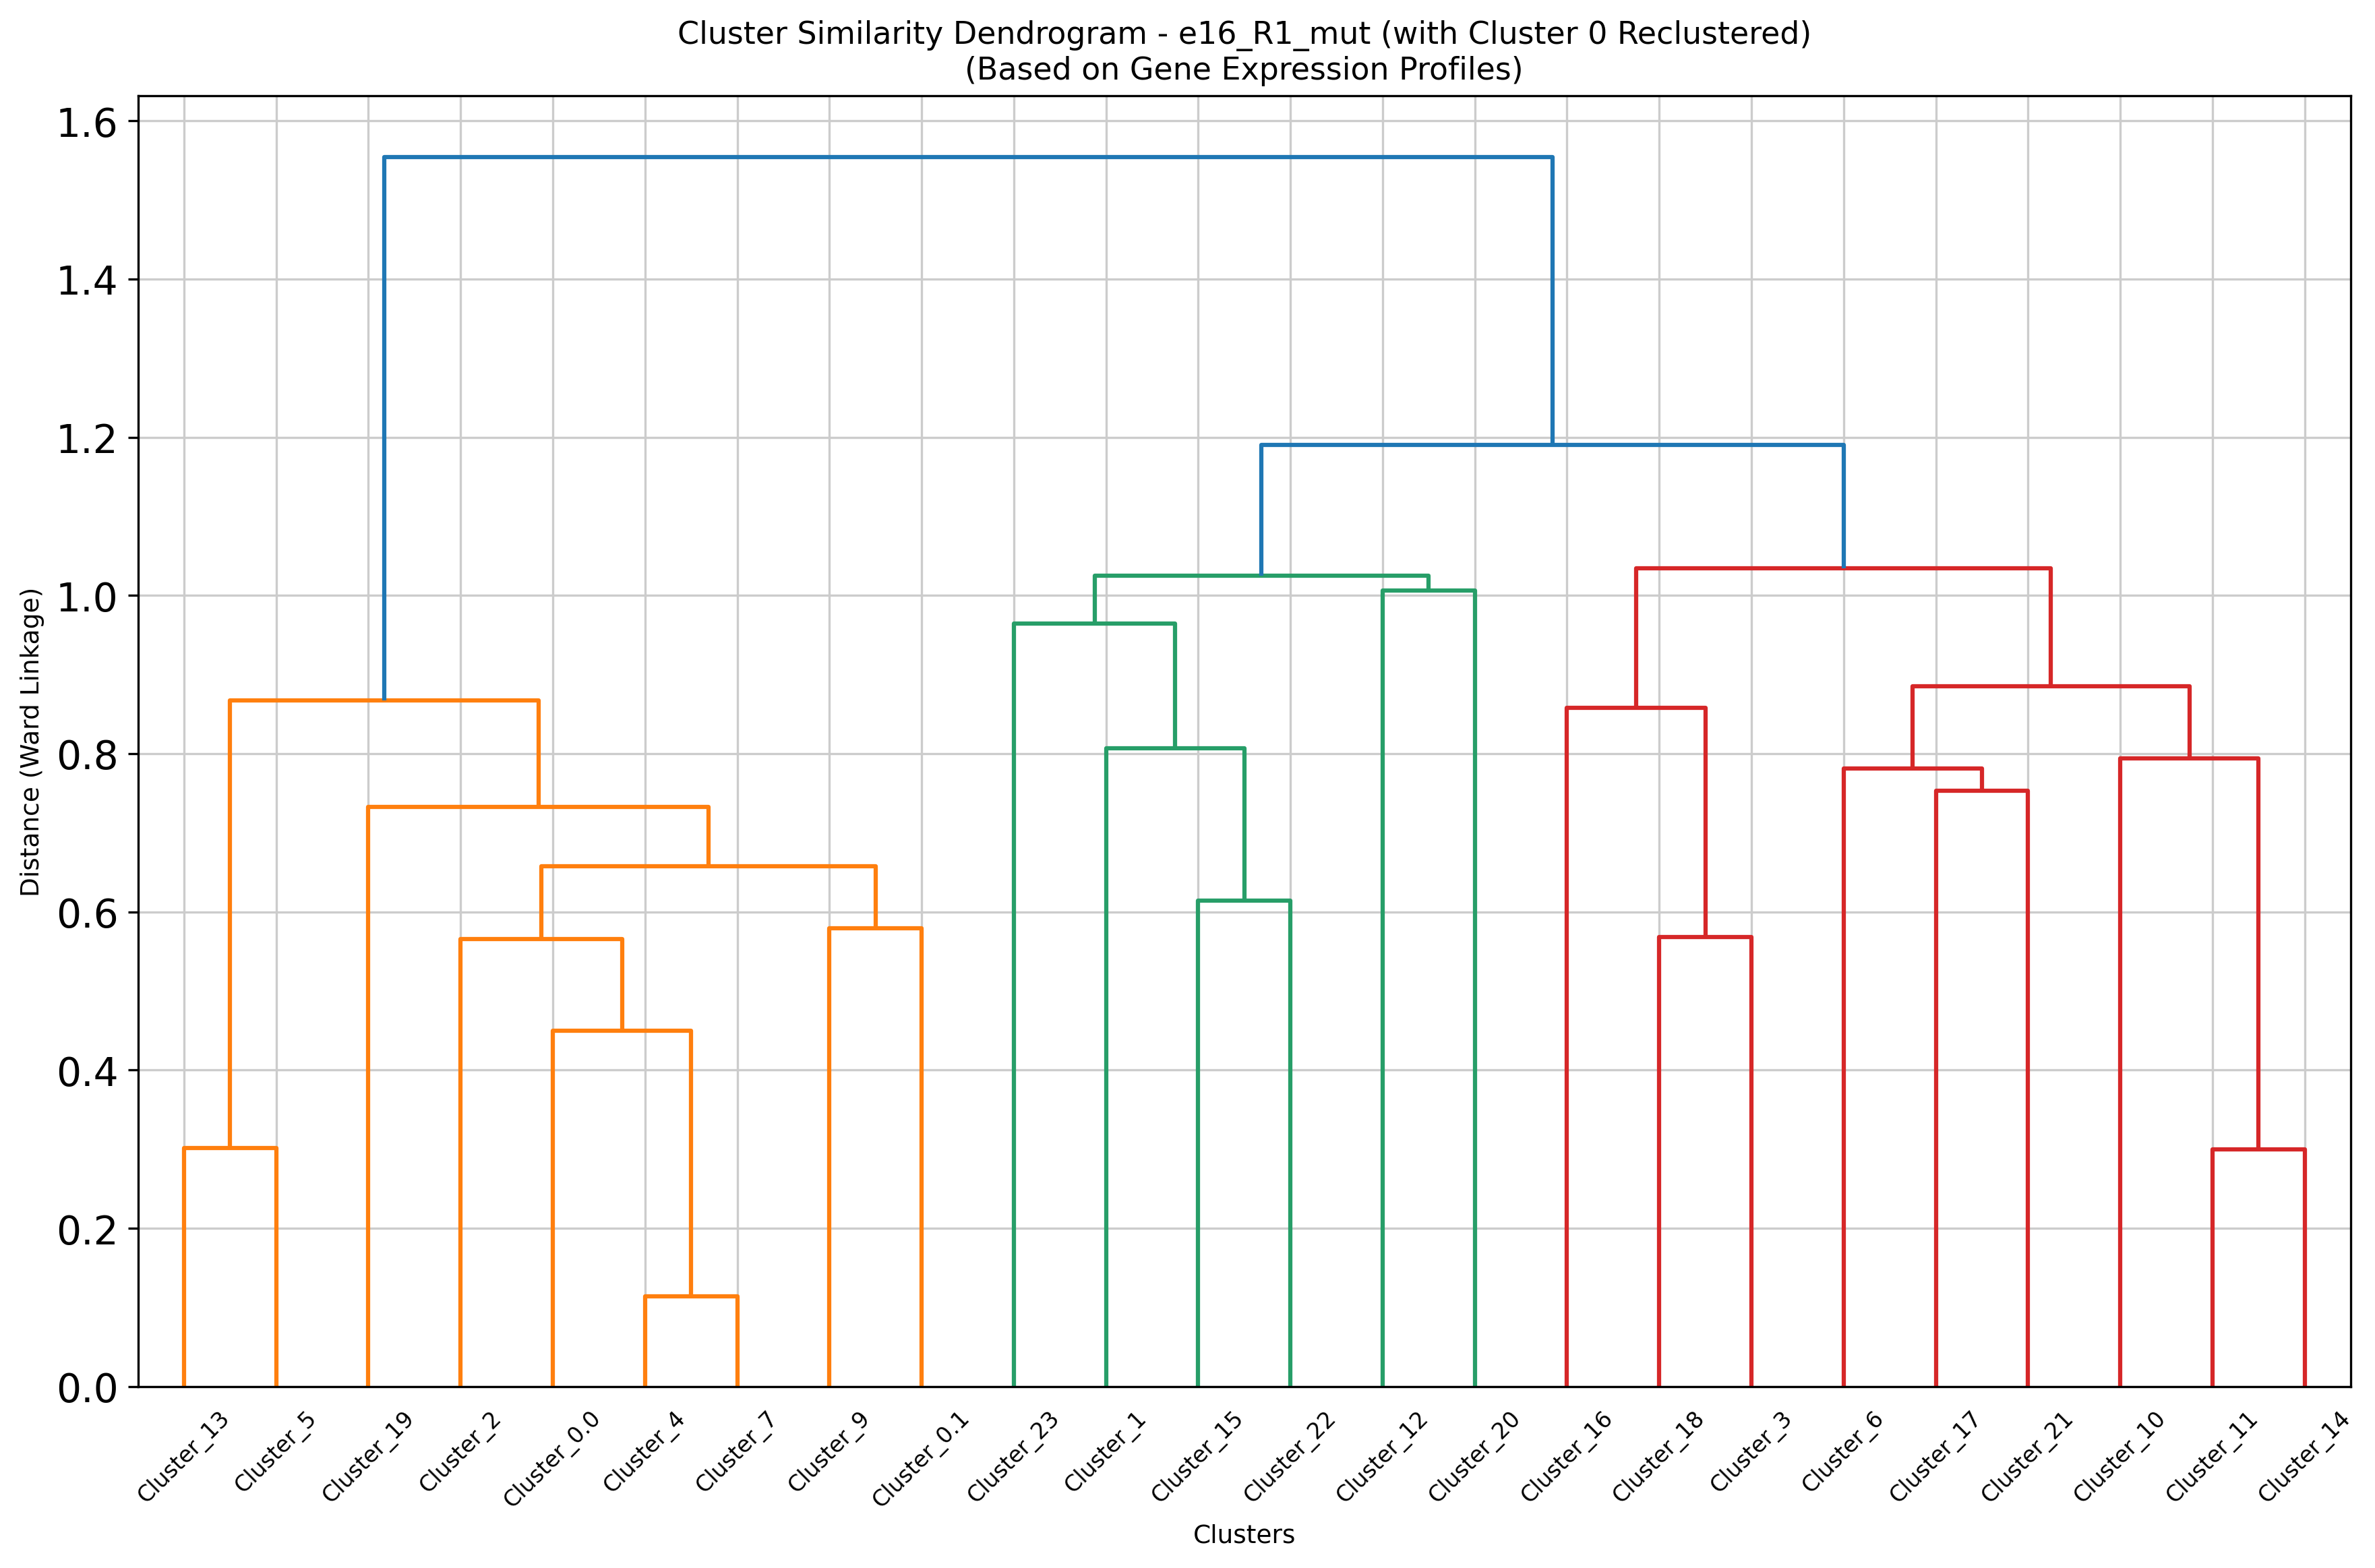 Cluster Similarity Dendrogram - e16_R1_mut (with Cluster 0 Reclustered)
(Based on Gene Expression Profiles)
Distance (Ward Linkage)
1.6
1.4
1.2
1.0
0.8
0.6
0.4
0.2
0.0
Cluster_13
Cluster_5
Cluster_19
Cluster_2
Cluster_0.0
Cluster_4
Cluster_7
Cluster_9
Cluster_0.1
Cluster_23
Cluster_1
Cluster_15
Cluster_22
Cluster_12
Cluster_20
Cluster_16
Cluster_18
Cluster_3
Cluster_6
Cluster_17
Cluster_21
Cluster_10
Cluster_11
Cluster_14
Clusters